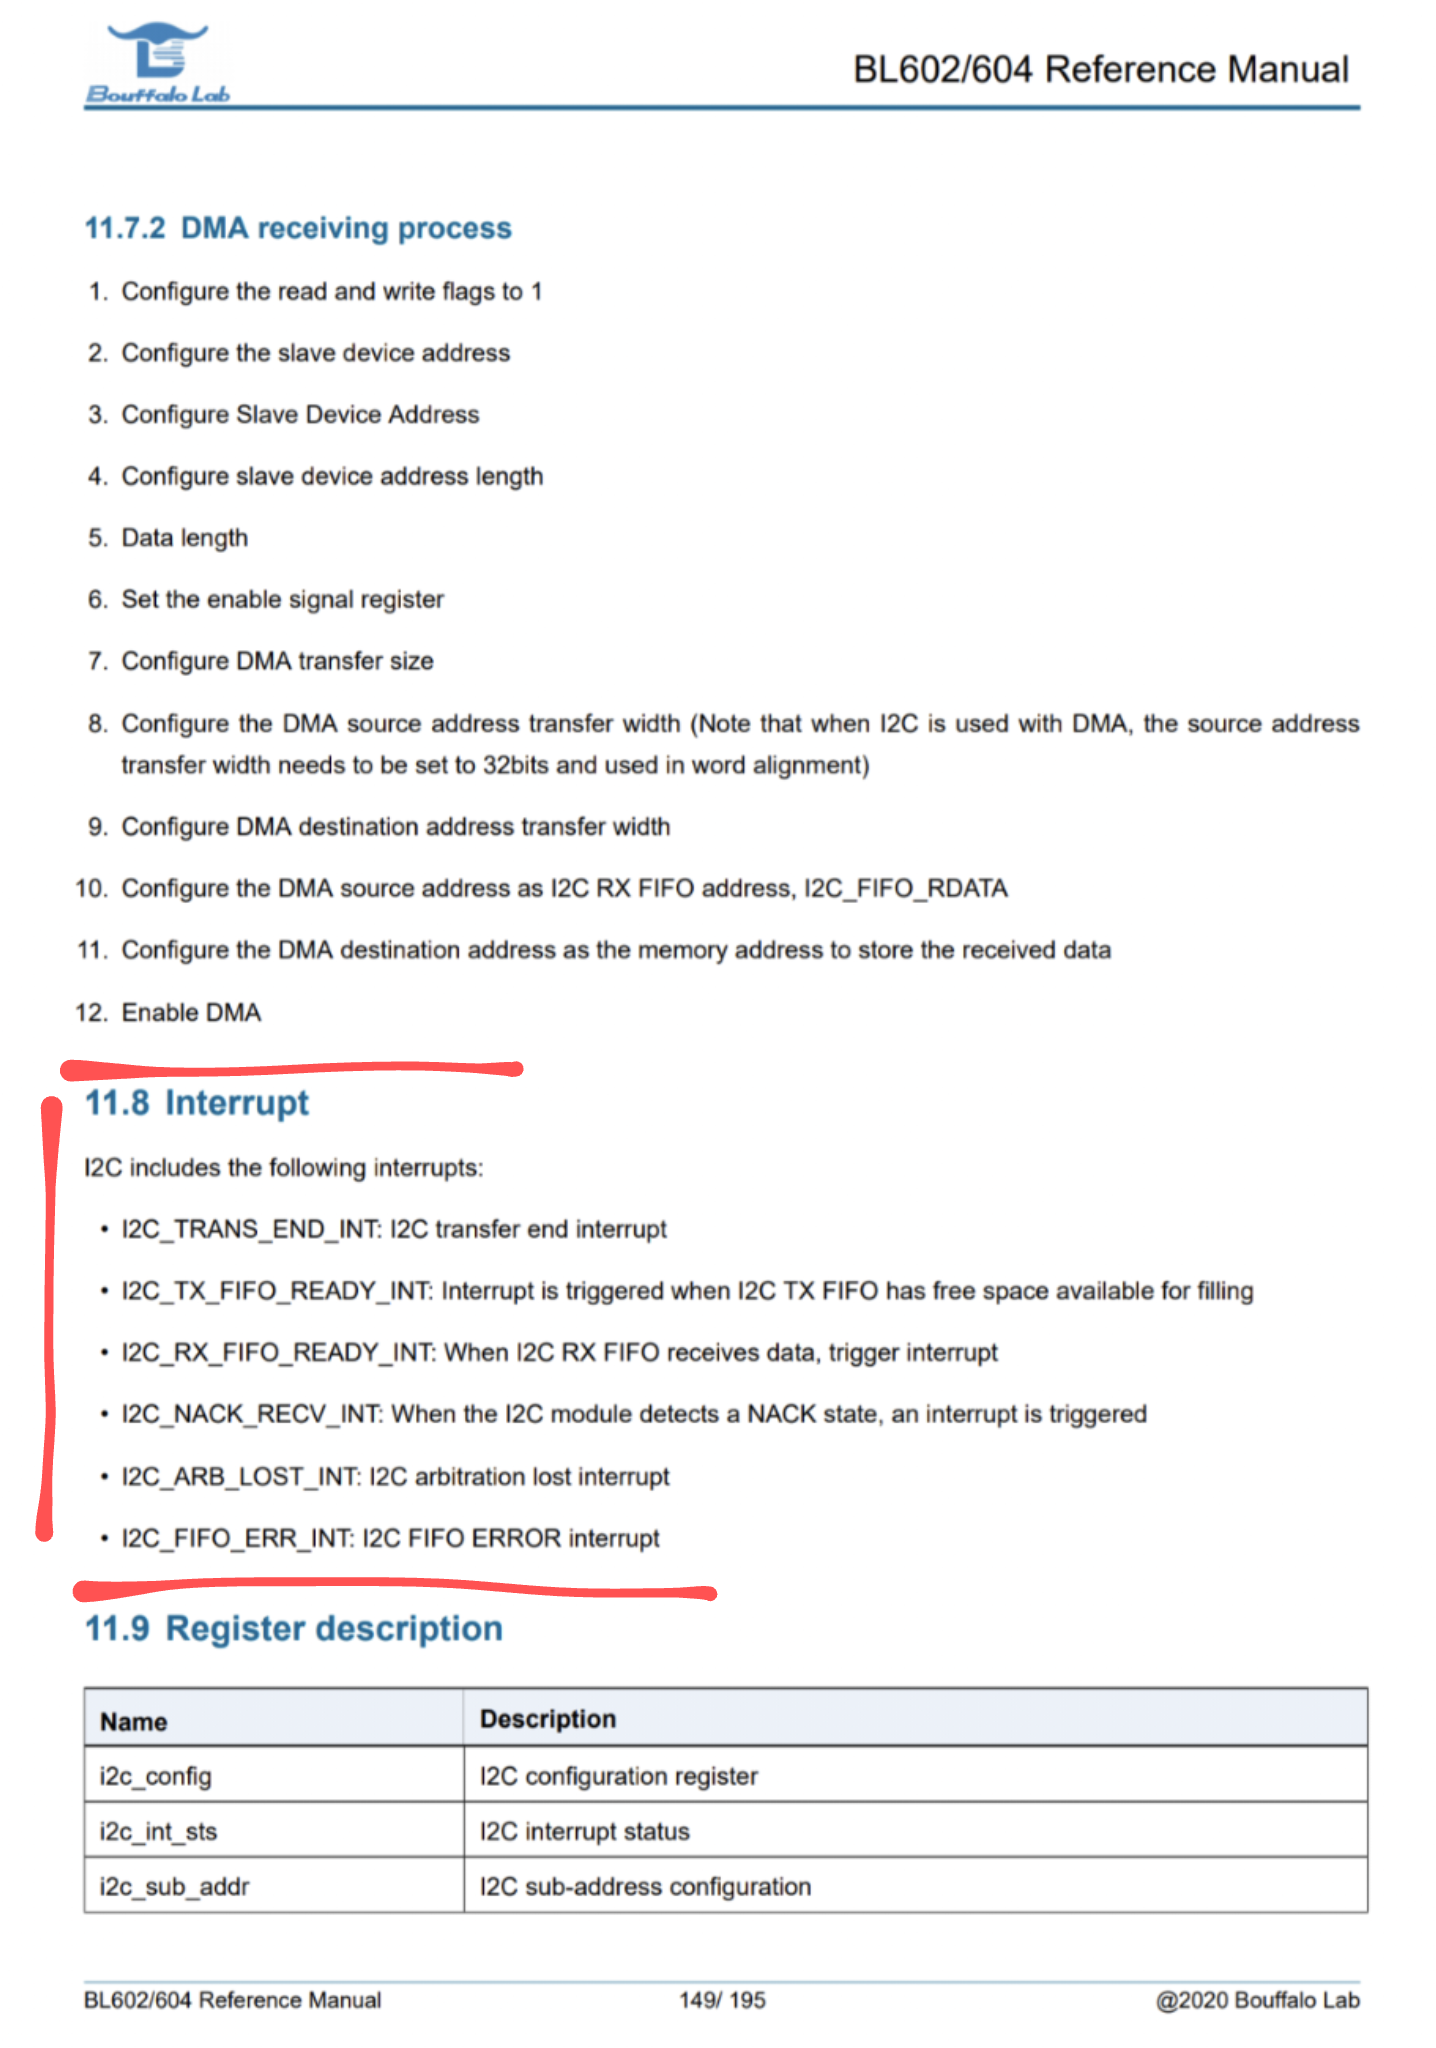 Bouffalo Lab
BL602/604 Reference Manual
11.7.2 DMA receiving process
1. Configure the read and write flags to 1
2. Configure the slave device address
3. Configure Slave Device Address
4. Configure slave device address length
5. Data length
6. Set the enable signal register
7. Configure DMA transfer size
8. Configure the DMA source address transfer width (Note that when I2C is used with DMA, the source address
transfer width needs to be set to 32bits and used in word alignment)
9. Configure DMA destination address transfer width
10. Configure the DMA source address as I2C RX FIFO address, I2C_FIFO_RDATA
11. Configure the DMA destination address as the memory address to store the received data
12. Enable DMA
11.8 Interrupt
I2C includes the following interrupts:
• I2C_TRANS_END_INT: I2C transfer end interrupt
• I2C_TX_FIFO_READY_INT: Interrupt is triggered when I2C TX FIFO has free space available for filling
• I2C_RX_FIFO_READY_INT: When I2C RX FIFO receives data, trigger interrupt
• I2C_NACK_RECV_INT: When the I2C module detects a NACK state, an interrupt is triggered
• I2C_ARB_LOST_INT: I2C arbitration lost interrupt
• I2C_FIFO_ERR_INT: I2C FIFO ERROR interrupt
11.9 Register description
Name Description
i2c_config I2C configuration register
i2c_int_sts I2C interrupt status
i2c_sub_addr I2C sub-address configuration
BL602/604 Reference Manual 149/ 195 @2020 Bouffalo Lab